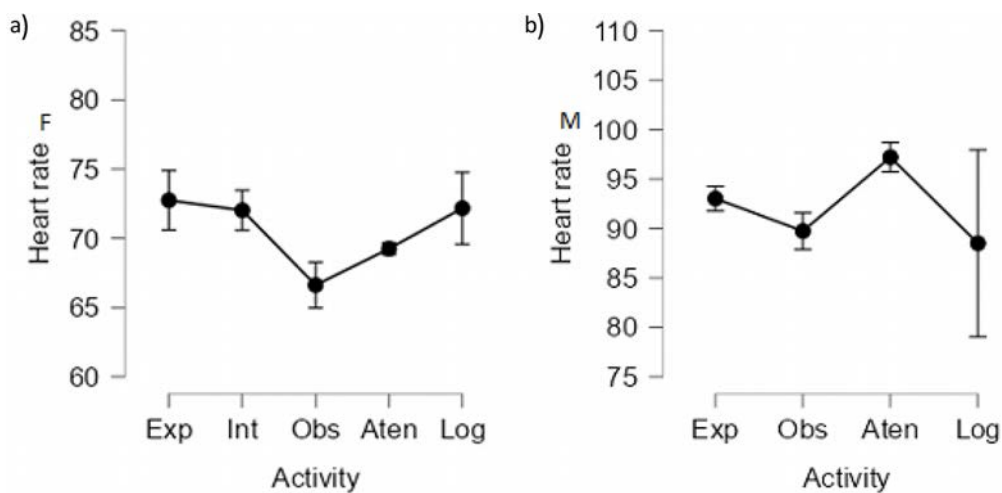 a)
Heart rate F
85
80
75
70
65
60
Exp Int Obs Aten Log
Activity
b)
Heart rate M
110
105
100
95
90
85
80
75
Exp Obs Aten Log
Activity